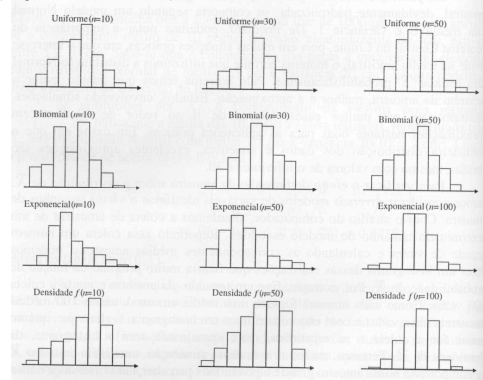 Uniforme (n=10)
Uniforme (n=30)
Uniforme (n=50)
Binomial (n=10)
Binomial (n=30)
Binomial (n=50)
Exponencial(n=10)
Exponencial(n=50)
Exponencial (n=100)
Densidade f(n=10)
Densidade f(n=50)
Densidade f(n=100)